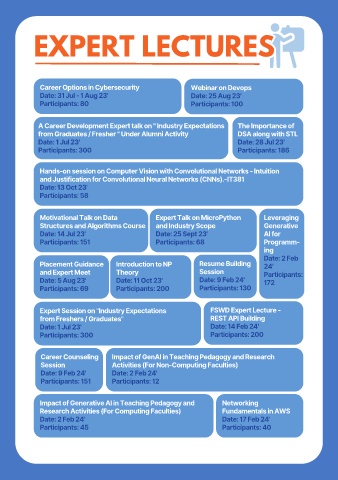 EXPERT LECTURES
Career Options in Cybersecurity
Date: 31 Jul - 1 Aug 23'
Participants: 80
Webinar on Devops
Date: 25 Aug 23'
Participants: 100
A Career Development Expert talk on " Industry Expectations
from Graduates / Fresher " Under Alumni Activity
Date: 1 Jul 23'
Participants: 300
The Importance of
DSA along with STL
Date: 28 Jul 23'
Participants: 186
Hands-on session on Computer Vision with Convolutional Networks - Intuition
and Justification for Convolutional Neural Networks (CNNs).-IT381
Date: 13 Oct 23'
Participants: 58
Motivational Talk on Data
Structures and Algorithms Course
Date: 14 Jul 23'
Participants: 151
Expert Talk on MicroPython
and Industry Scope
Date: 25 Sept 23'
Participants: 68
Leveraging
Generative
AI for
Programm-
ing
Date: 2 Feb
24'
Participants:
172
Placement Guidance
and Expert Meet
Date: 5 Aug 23'
Participants: 69
Introduction to NP
Theory
Date: 11 Oct 23'
Participants: 200
Resume Building
Session
Date: 9 Feb 24'
Participants: 130
Expert Session on 'Industry Expectations
from Freshers / Graduates"
Date: 1 Jul 23'
Participants: 300
FSWD Expert Lecture -
REST API Building
Date: 14 Feb 24'
Participants: 200
Career Counseling
Session
Date: 9 Feb 24'
Participants: 151
Impact of GenAI in Teaching Pedagogy and Research
Activities (For Non-Computing Faculties)
Date: 2 Feb 24'
Participants: 12
Impact of Generative AI in Teaching Pedagogy and
Research Activities (For Computing Faculties)
Date: 2 Feb 24'
Participants: 45
Networking
Fundamentals in AWS
Date: 17 Feb 24'
Participants: 40